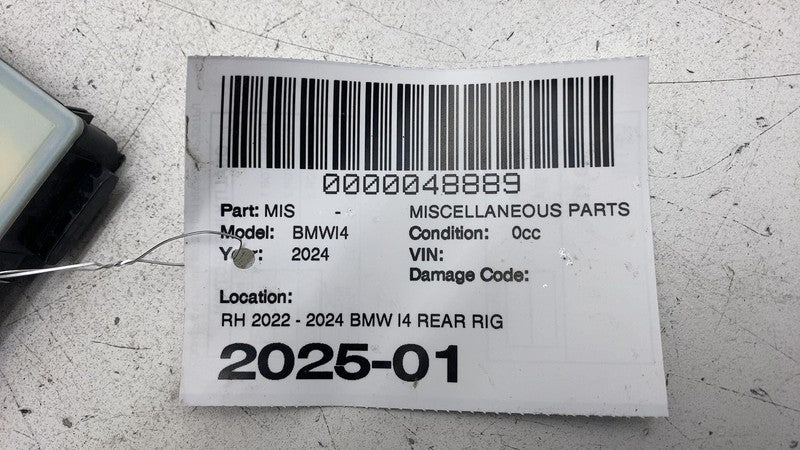 0000048889
Part: MIS - MISCELLANEOUS PARTS
Model: BMWI4 Condition: 0cc
Year: 2024 VIN:
Damage Code:
Location:
RH 2022 - 2024 BMW I4 REAR RIG
2025-01